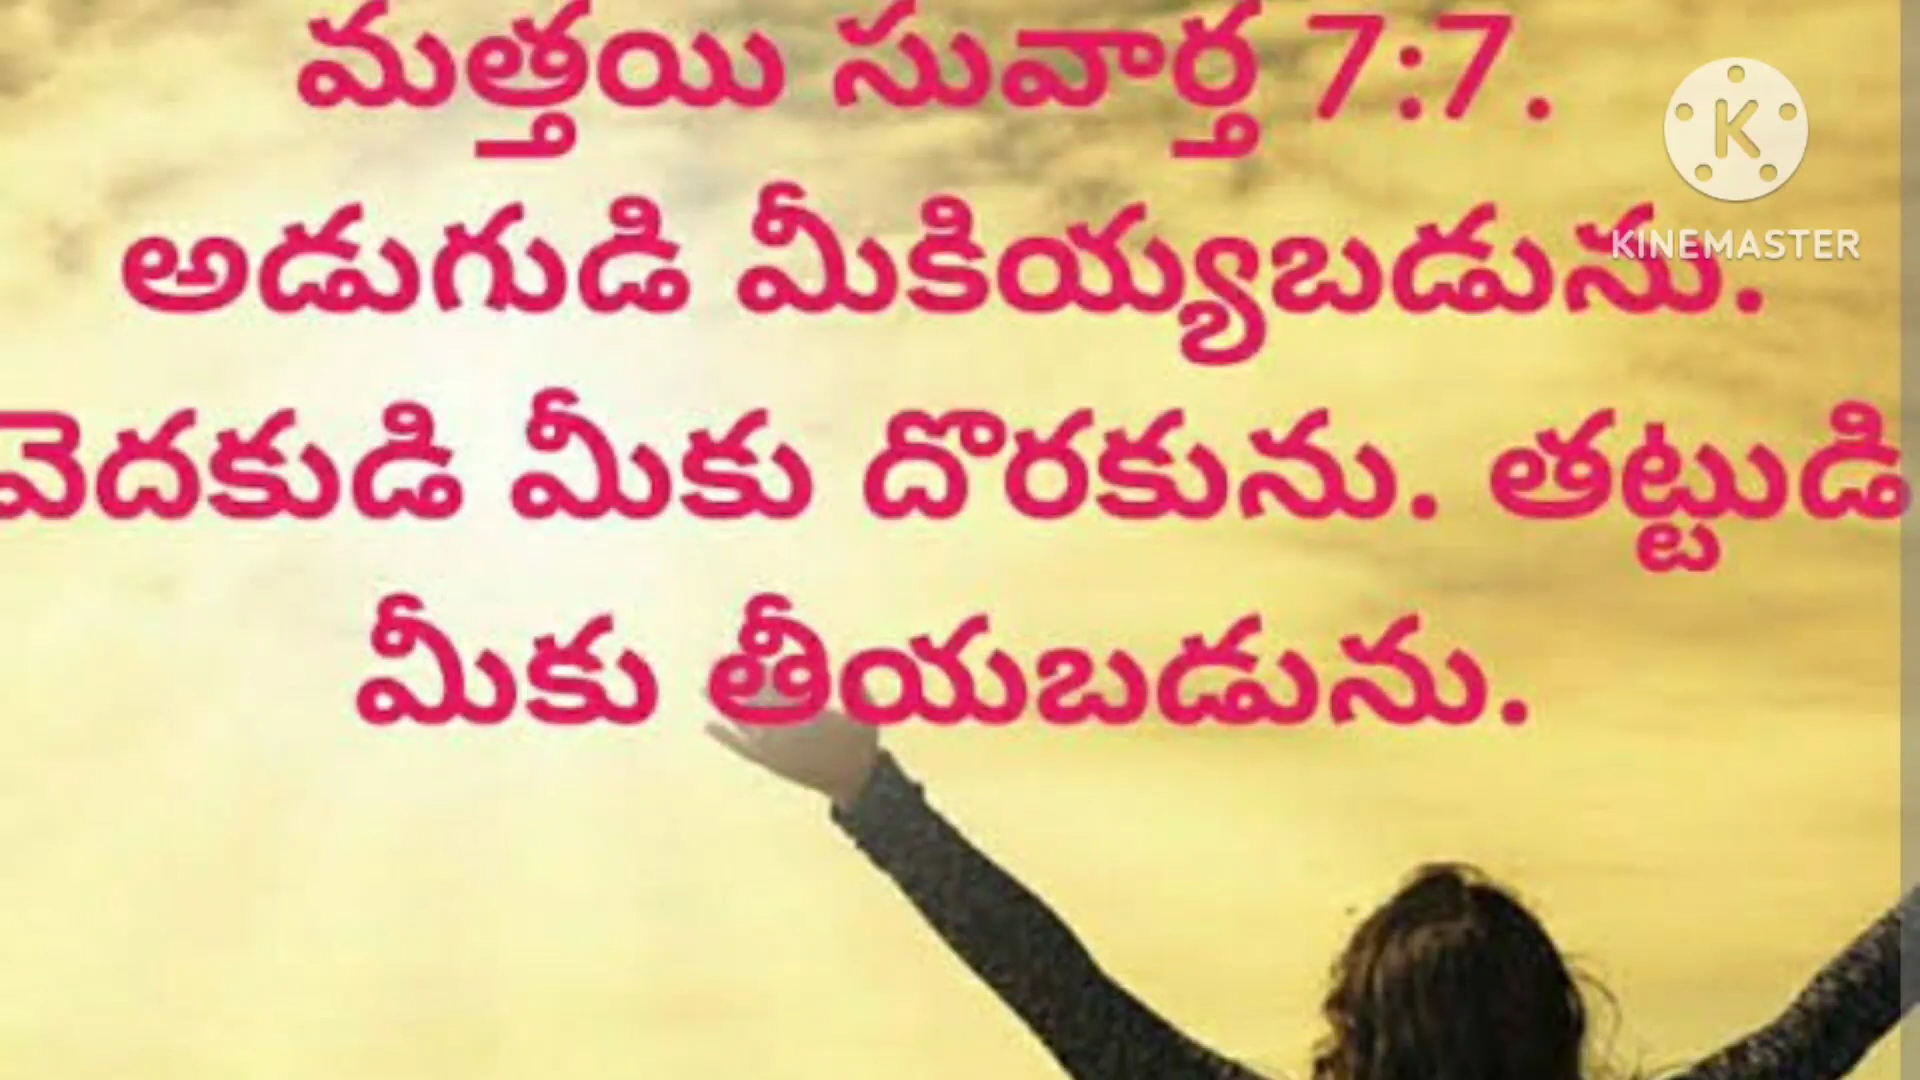 మత్తయి సువార్త 7:7.
అడుగుడి మీకియ్యబడును.
వెదకుడి మీకు దొరకును. తట్టుడి
మీకు తీయబడును.
K
KINEMASTER